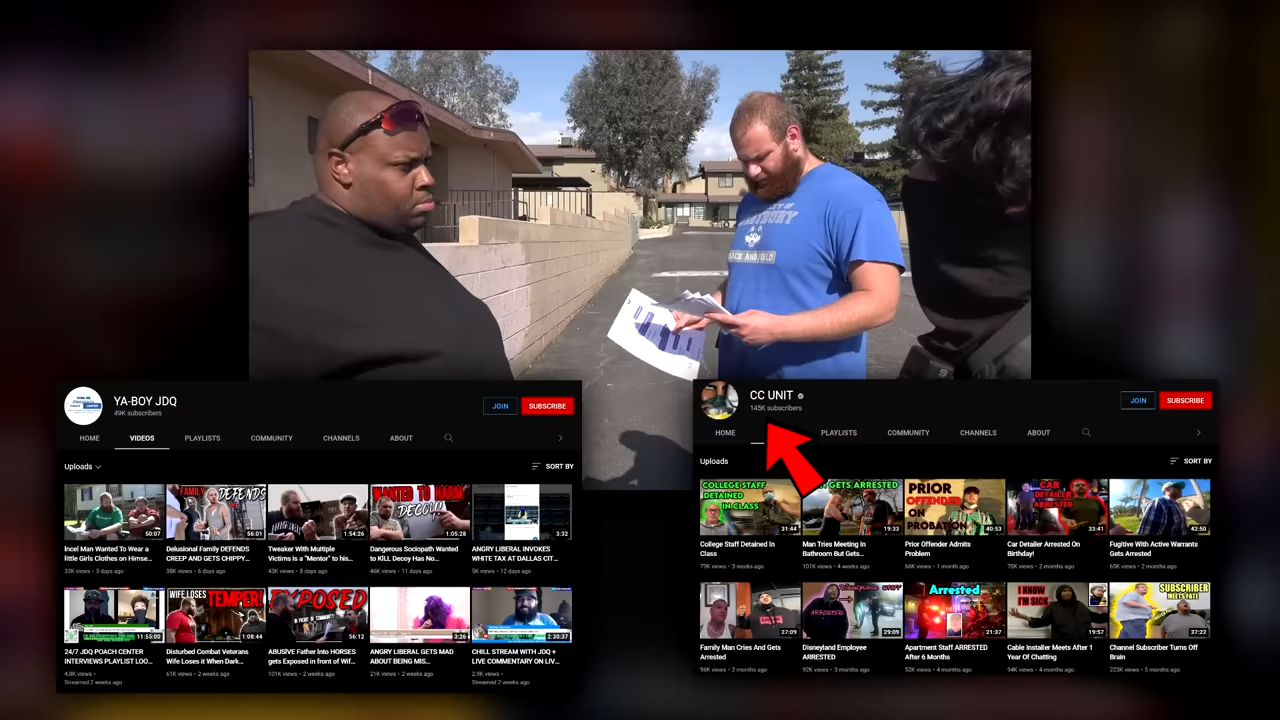 YA-BOY JDQ
49K subscribers
JOIN
SUBSCRIBE
HOME
VIDEOS
PLAYLISTS
COMMUNITY
CHANNELS
ABOUT
Uploads
SORT BY
FAMILY DEFENDS
WANTED TO HARM
DECOY!
50:07
56:01
1:54:26
1:05:28
3:32
Incel Man Wanted To Wear a
little Girls Clothes on Himse...
33K views • 3 days ago
Delusional Family DEFENDS
CREEP AND GETS CHIPPY...
38K views • 6 days ago
Tweaker With Multiple
Victims is a "Mentor" to his...
43K views • 8 days ago
Dangerous Sociopath Wanted
to KILL Decoy Has No...
46K views • 11 days ago
ANGRY LIBERAL INVOKES
WHITE TAX AT DALLAS CIT...
5K views • 12 days ago
WIFE LOSES
TEMPER!
EXPOSED
11:55:00
1:08:44
56:12
3:26
2:30:37
24/7 JDQ POACH CENTER
INTERVIEWS PLAYLIST LOO...
4.8K views •
Streamed 2 weeks ago
Disturbed Combat Veterans
Wife Loses it When Dark...
61K views • 2 weeks ago
ABUSIVE Father Into HORSES
gets Exposed in front of Wif...
101K views • 2 weeks ago
ANGRY LIBERAL GETS MAD
ABOUT BEING MIS...
21K views • 2 weeks ago
CHILL STREAM WITH JDQ +
LIVE COMMENTARY ON LIV...
2.9K views •
Streamed 2 weeks ago
CC UNIT
145K subscribers
JOIN
SUBSCRIBE
HOME
PLAYLISTS
COMMUNITY
CHANNELS
ABOUT
Uploads
SORT BY
COLLEGE STAFF
DETAINED
IN CLASS
GETS ARRESTED
PRIOR
OFFENDER
ON
PROBATION
CAR
DETAILER
ARRESTED
31:44
19:33
40:53
33:41
42:50
College Staff Detained In
Class
79K views • 3 weeks ago
Man Tries Meeting In
Bathroom But Gets...
101K views • 4 weeks ago
Prior Offender Admits
Problem
66K views • 1 month ago
Car Detailer Arrested On
Birthday!
70K views • 2 months ago
Fugitive With Active Warrants
Gets Arrested
65K views • 2 months ago
ARRESTED
Arrested
I KNOW
I'M SICK
SUBSCRIBER
MEETS FATE
27:09
29:09
21:37
19:57
37:22
Family Man Cries And Gets
Arrested
96K views • 2 months ago
Disneyland Employee
ARRESTED
92K views • 3 months ago
Apartment Staff ARRESTED
After 6 Months
52K views • 4 months ago
Cable Installer Meets After 1
Year Of Chatting
94K views • 4 months ago
Channel Subscriber Turns Off
Brain
223K views • 5 months ago